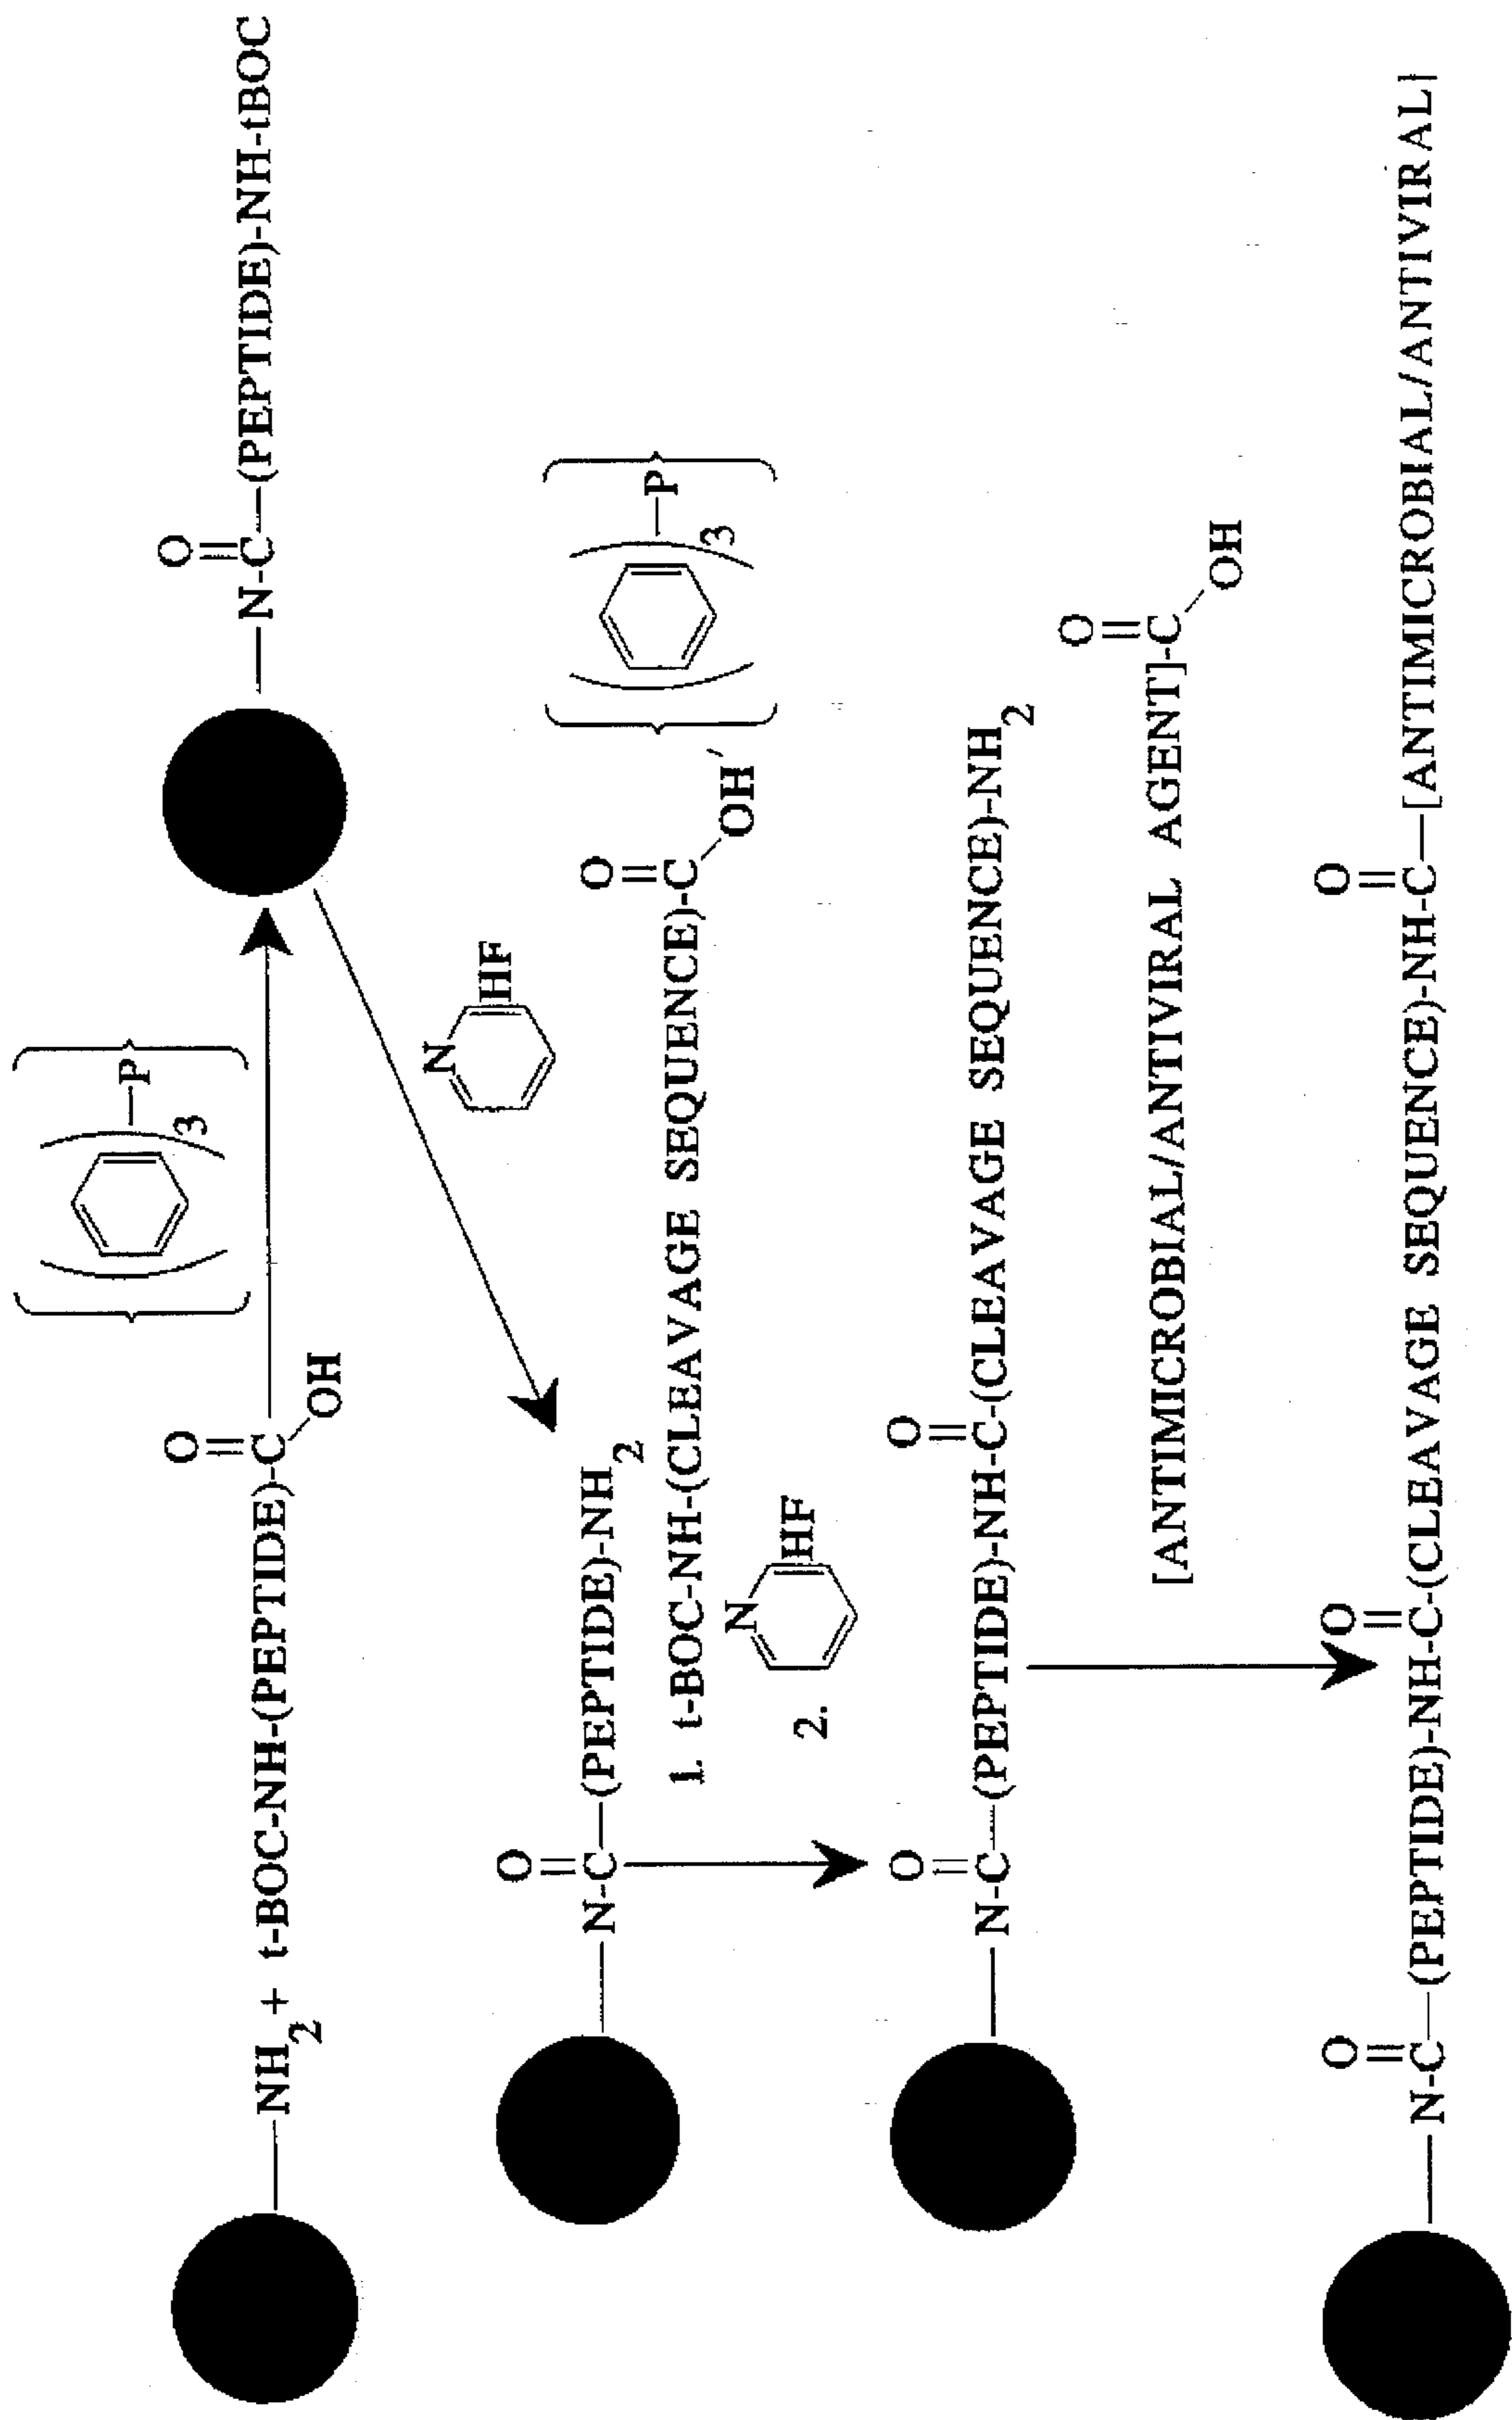 ( )3 —P
O
NH2 + t-BOC-NH-(PEPTIDE)-C
OH
O
N-C—(PEPTIDE)-NH-tBOC
N HF
O
N-C—(PEPTIDE)-NH2
1. t-BOC-NH-(CLEAVAGE SEQUENCE)-C
O
OH
( )3 —P
2. N HF
O O
N-C—(PEPTIDE)-NH-C-(CLEAVAGE SEQUENCE)-NH2
O
[ANTIMICROBIAL/ANTIVIRAL AGENT]-C
OH
O O O
N-C—(PEPTIDE)-NH-C-(CLEAVAGE SEQUENCE)-NH-C—[ANTIMICROBIAL/ANTIVIRAL]